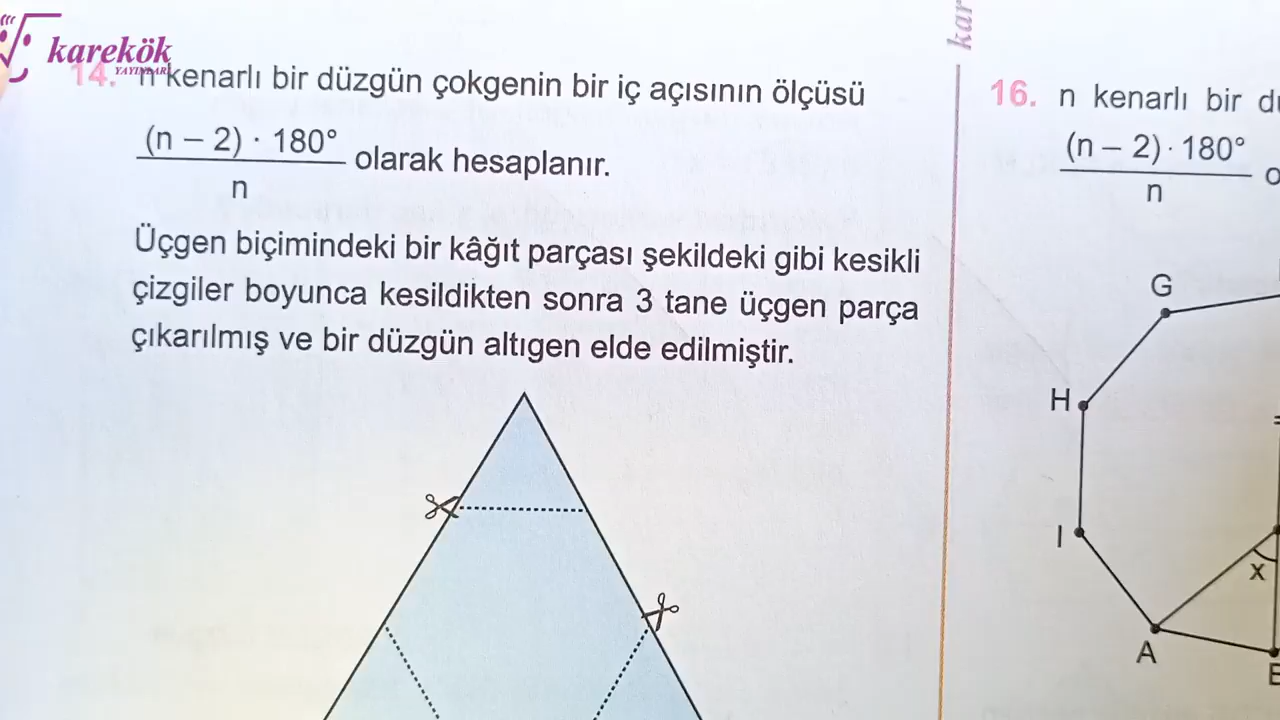 karekök
YAYINLARI
14. n kenarlı bir düzgün çokgenin bir iç açısının ölçüsü
(n – 2) · 180°
n
olarak hesaplanır.
Üçgen biçimindeki bir kâğıt parçası şekildeki gibi kesikli
çizgiler boyunca kesildikten sonra 3 tane üçgen parça
çıkarılmış ve bir düzgün altıgen elde edilmiştir.
kar
16. n kenarlı bir
(n – 2) · 180°
n
G
H
I
X
A